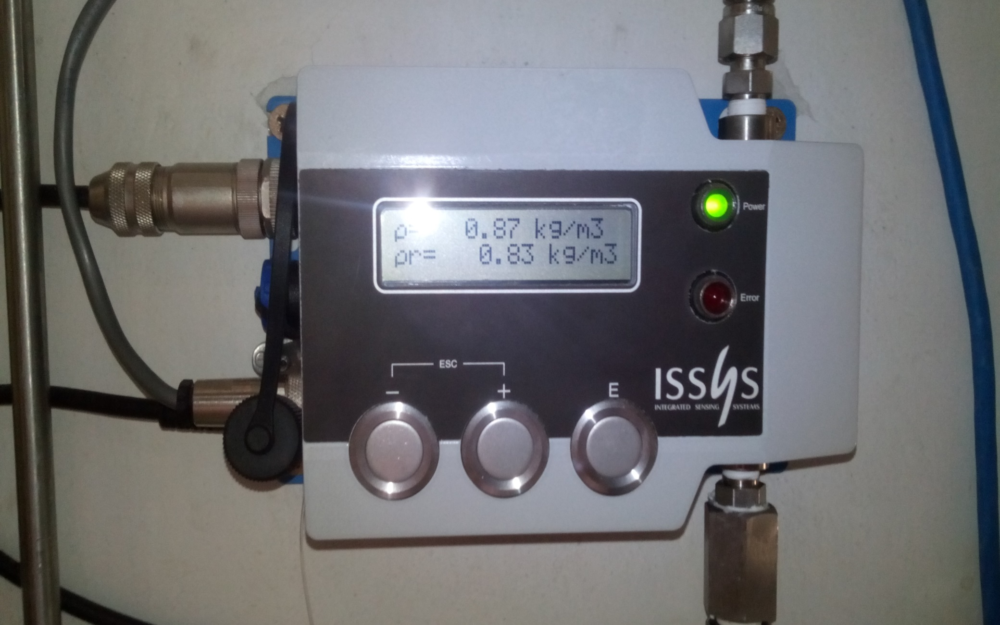 ρ= 0.87 kg/m3
ρr= 0.83 kg/m3
Power
Error
ESC
- + E
ISSYS
INTEGRATED SENSING SYSTEMS